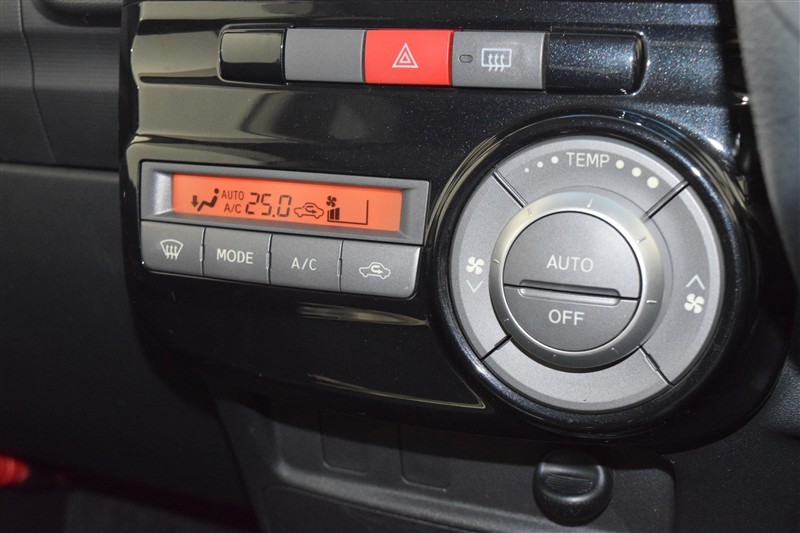 TEMP
AUTO
A/C 25.0
MODE
A/C
AUTO
OFF